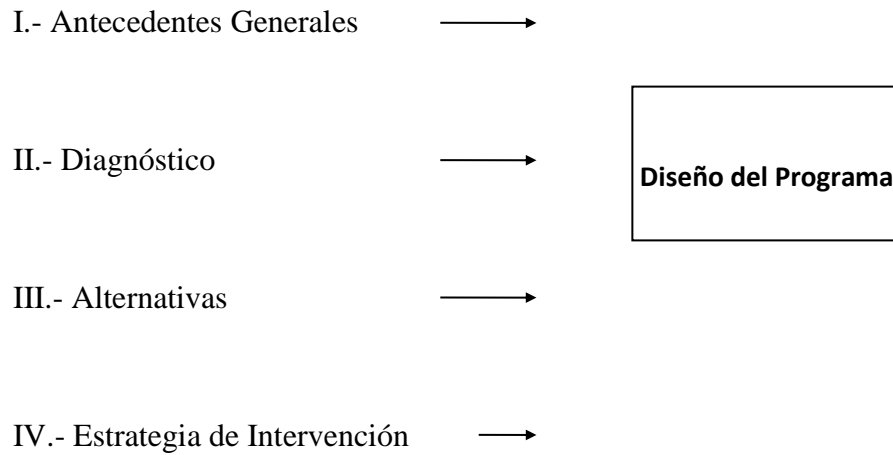 I.- Antecedentes Generales
II.- Diagnóstico
Diseño del Programa
III.- Alternativas
IV.- Estrategia de Intervención